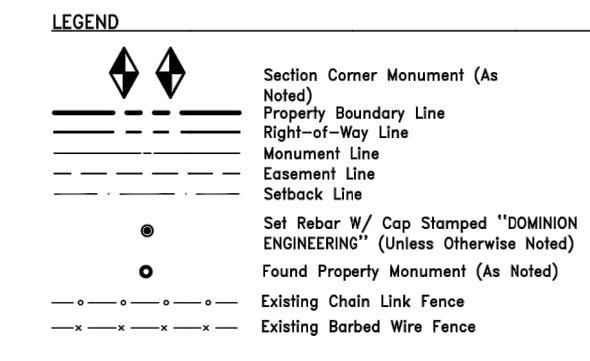 LEGEND
Section Corner Monument (As
Noted)
Property Boundary Line
Right-of-Way Line
Monument Line
Easement Line
Setback Line
Set Rebar W/ Cap Stamped "DOMINION
ENGINEERING" (Unless Otherwise Noted)
Found Property Monument (As Noted)
Existing Chain Link Fence
Existing Barbed Wire Fence